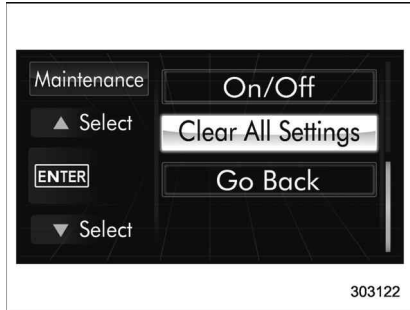 Maintenance
On/Off
▲ Select
Clear All Settings
ENTER
Go Back
▼ Select
303122